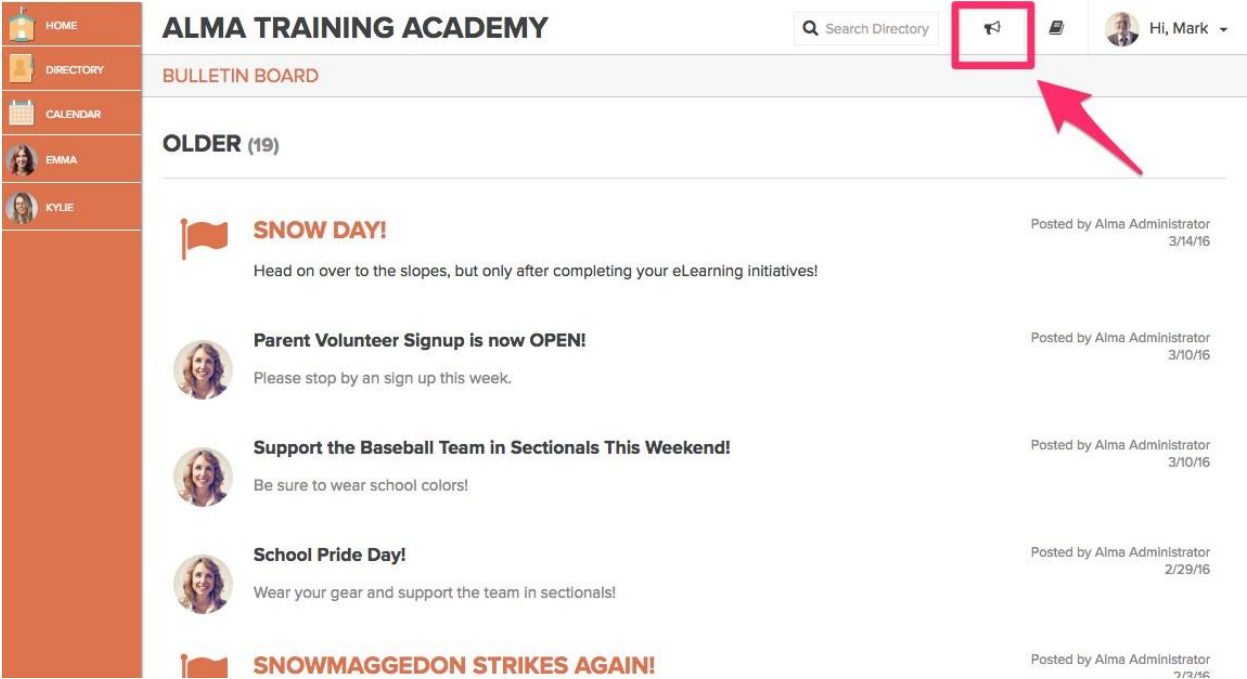 HOME
ALMA TRAINING ACADEMY
Search Directory
Hi, Mark
DIRECTORY
BULLETIN BOARD
CALENDAR
EMMA
KYLIE
OLDER (19)
SNOW DAY!
Posted by Alma Administrator
3/14/16
Head on over to the slopes, but only after completing your eLearning initiatives!
Parent Volunteer Signup is now OPEN!
Posted by Alma Administrator
3/10/16
Please stop by an sign up this week.
Support the Baseball Team in Sectionals This Weekend!
Posted by Alma Administrator
3/10/16
Be sure to wear school colors!
School Pride Day!
Posted by Alma Administrator
2/29/16
Wear your gear and support the team in sectionals!
SNOWMAGGEDON STRIKES AGAIN!
Posted by Alma Administrator
2/3/16